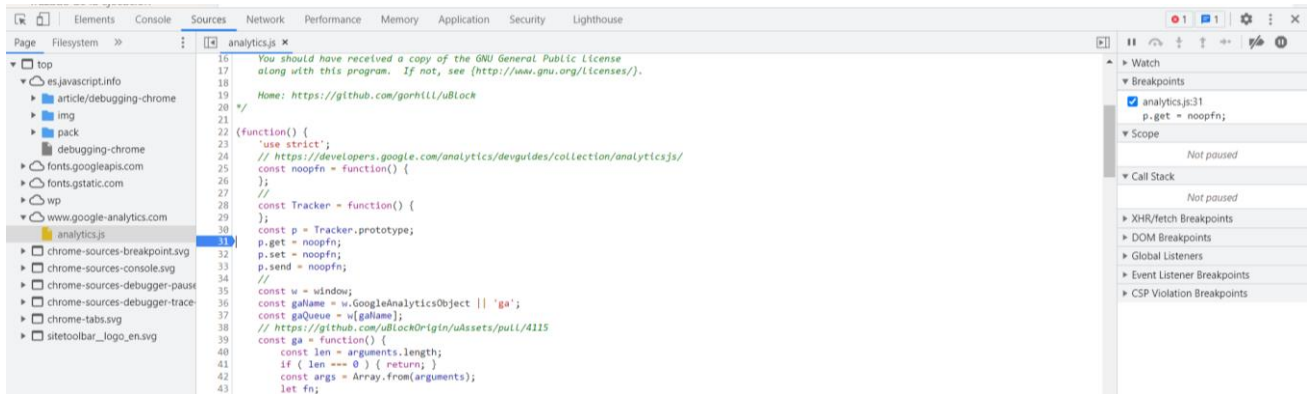 Elements Console Sources Network Performance Memory Application Security Lighthouse 1 1
Page Filesystem » analytics.js ×
top
es.javascript.info
article/debugging-chrome
img
pack
debugging-chrome
fonts.googleapis.com
fonts.gstatic.com
wp
www.google-analytics.com
analytics.js
chrome-sources-breakpoint.svg
chrome-sources-console.svg
chrome-sources-debugger-pause
chrome-sources-debugger-trace-
chrome-tabs.svg
sitetoolbar__logo_en.svg
16 You should have received a copy of the GNU General Public License
17 along with this program. If not, see {http://www.gnu.org/licenses/}.
18
19 Home: https://github.com/gorhill/uBlock
20 */
21
22 (function() {
23 'use strict';
24 // https://developers.google.com/analytics/devguides/collection/analyticsjs/
25 const noopfn = function() {
26 };
27 //
28 const Tracker = function() {
29 };
30 const p = Tracker.prototype;
31 p.get = noopfn;
32 p.set = noopfn;
33 p.send = noopfn;
34 //
35 const w = window;
36 const gaName = w.GoogleAnalyticsObject || 'ga';
37 const gaQueue = w[gaName];
38 // https://github.com/uBlockOrigin/uAssets/pull/4115
39 const ga = function() {
40 const len = arguments.length;
41 if ( len === 0 ) { return; }
42 const args = Array.from(arguments);
43 let fn;
Watch
Breakpoints
analytics.js:31
p.get = noopfn;
Scope
Not paused
Call Stack
Not paused
XHR/fetch Breakpoints
DOM Breakpoints
Global Listeners
Event Listener Breakpoints
CSP Violation Breakpoints